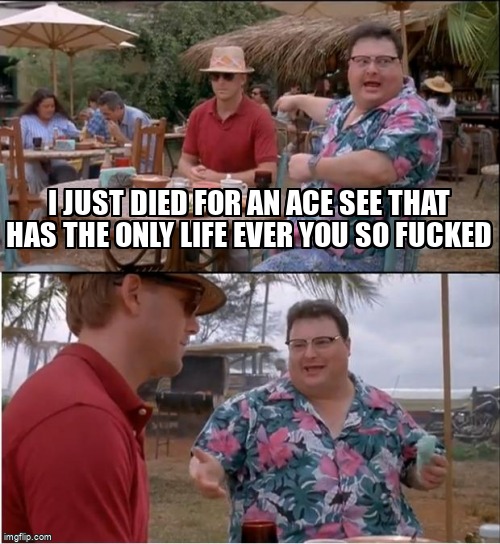 I JUST DIED FOR AN ACE SEE THAT
HAS THE ONLY LIFE EVER YOU SO FUCKED
imgflip.com